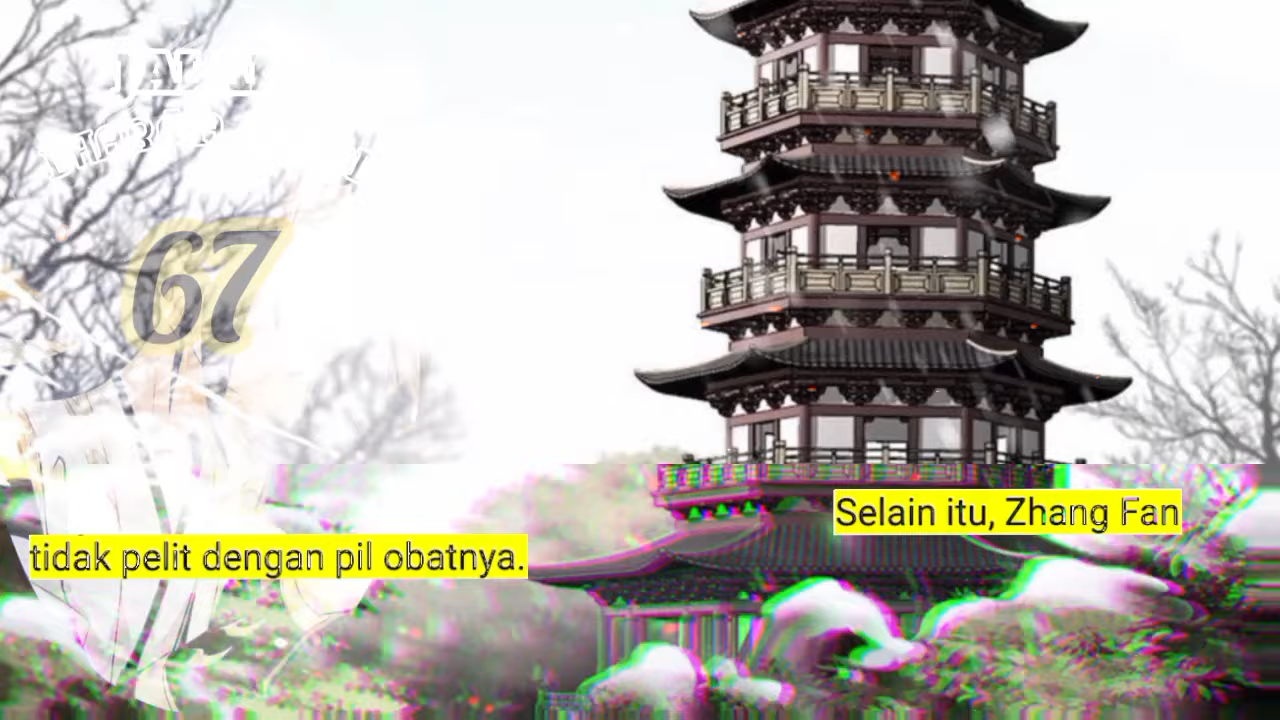 67
Selain itu, Zhang Fan
tidak pelit dengan pil obatnya.